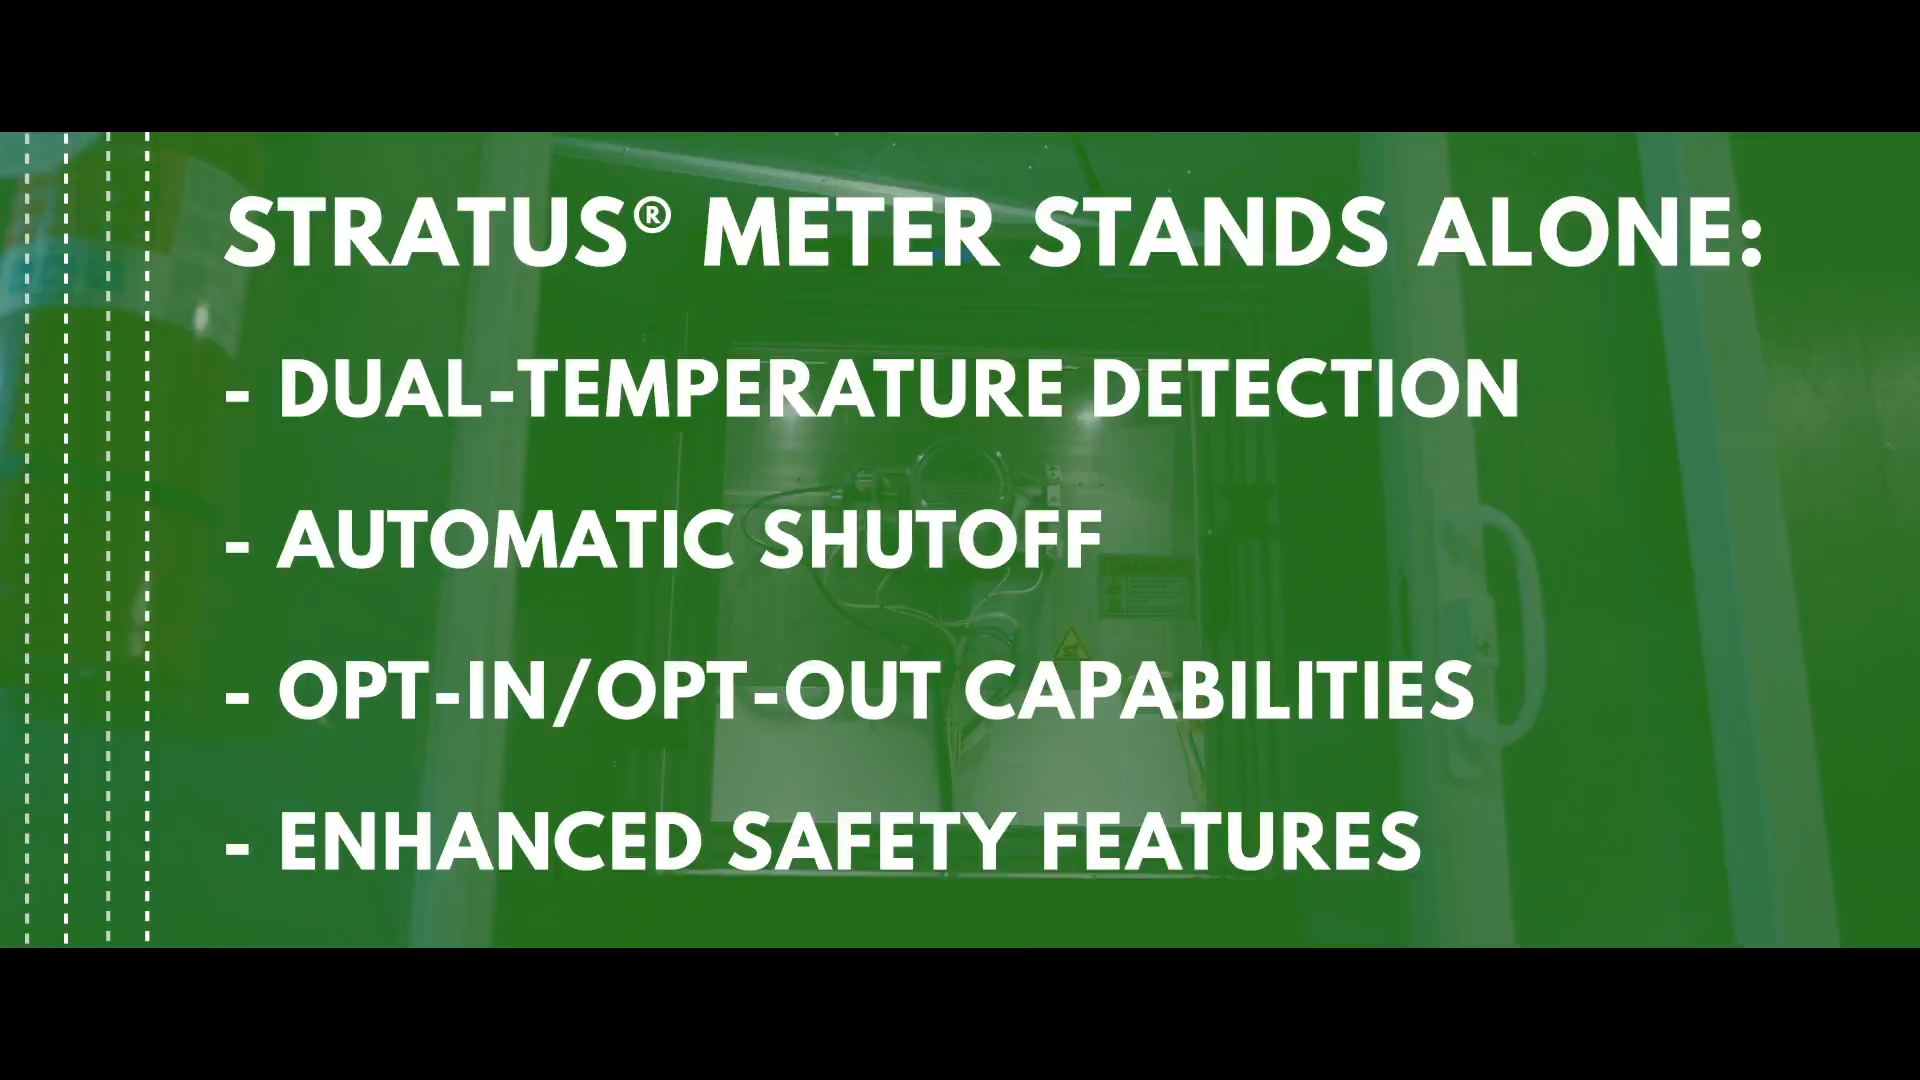 STRATUS® METER STANDS ALONE:
- DUAL-TEMPERATURE DETECTION
- AUTOMATIC SHUTOFF
- OPT-IN/OPT-OUT CAPABILITIES
- ENHANCED SAFETY FEATURES